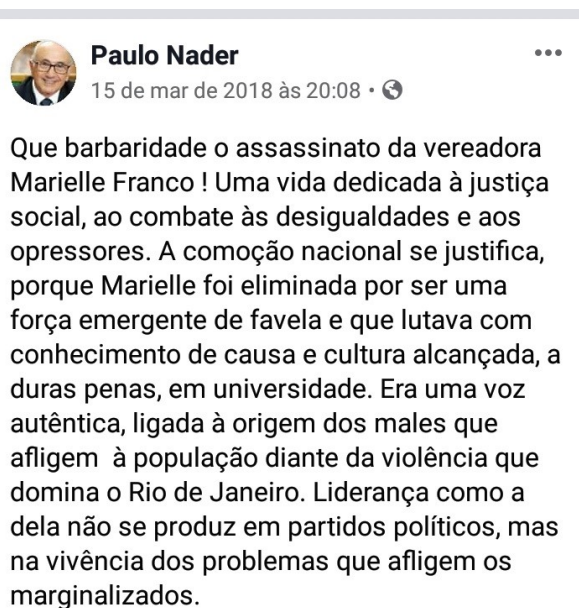 Paulo Nader
15 de mar de 2018 às 20:08 •
Que barbaridade o assassinato da vereadora
Marielle Franco ! Uma vida dedicada à justiça
social, ao combate às desigualdades e aos
opressores. A comoção nacional se justifica,
porque Marielle foi eliminada por ser uma
força emergente de favela e que lutava com
conhecimento de causa e cultura alcançada, a
duras penas, em universidade. Era uma voz
autêntica, ligada à origem dos males que
afligem  à população diante da violência que
domina o Rio de Janeiro. Liderança como a
dela não se produz em partidos políticos, mas
na vivência dos problemas que afligem os
marginalizados.